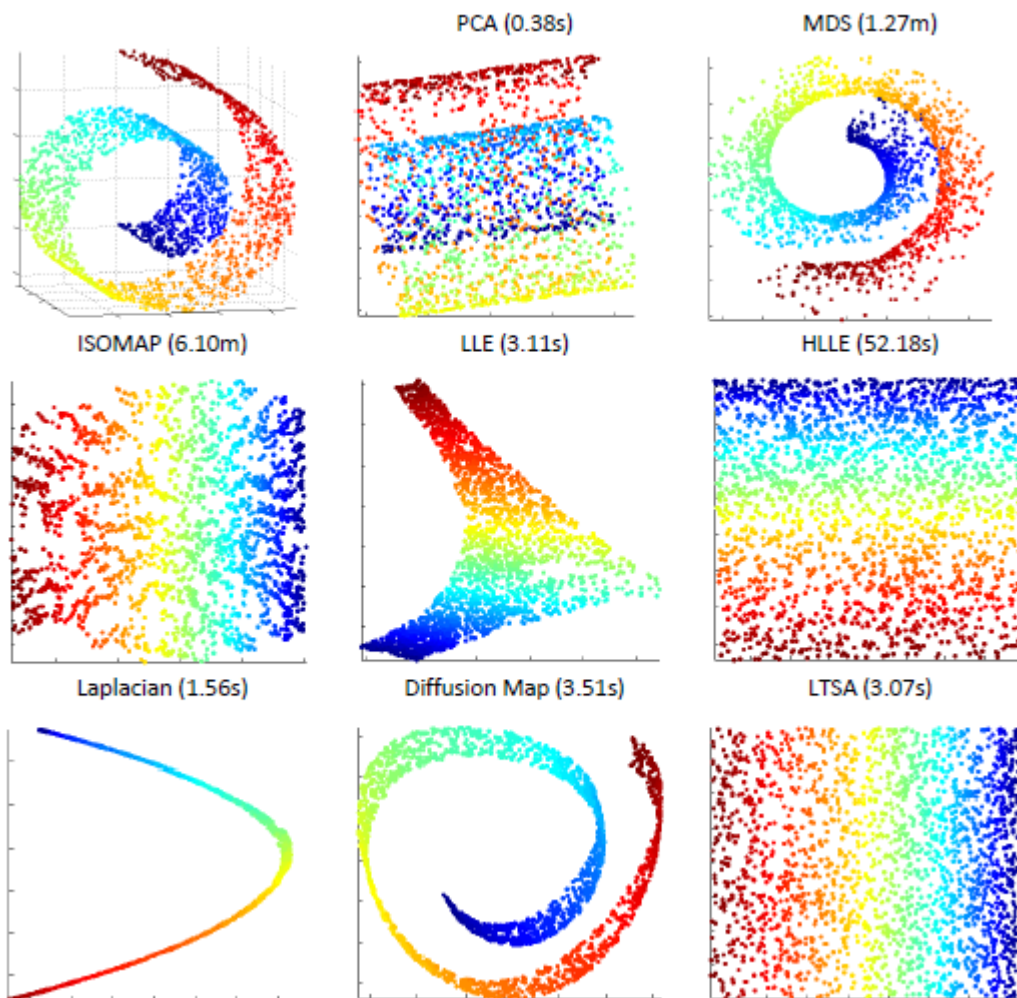 PCA (0.38s)
MDS (1.27m)
ISOMAP (6.10m)
LLE (3.11s)
HLLE (52.18s)
Laplacian (1.56s)
Diffusion Map (3.51s)
LTSA (3.07s)